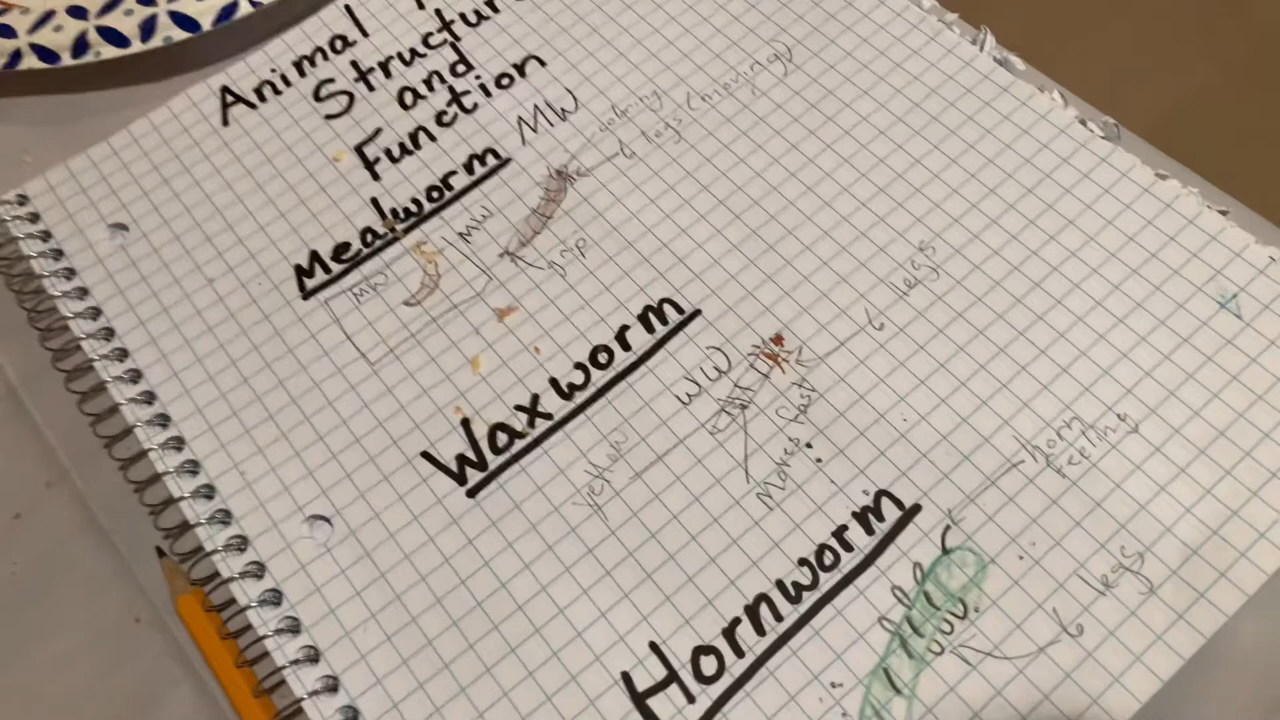 Animal
Structure
and
Function
Mealworm
MW
6 legs (moving)
MW
MW
grip
Waxworm
WW
6 legs
yellow
Moves fast
Hornworm
horn
feeling
6 legs